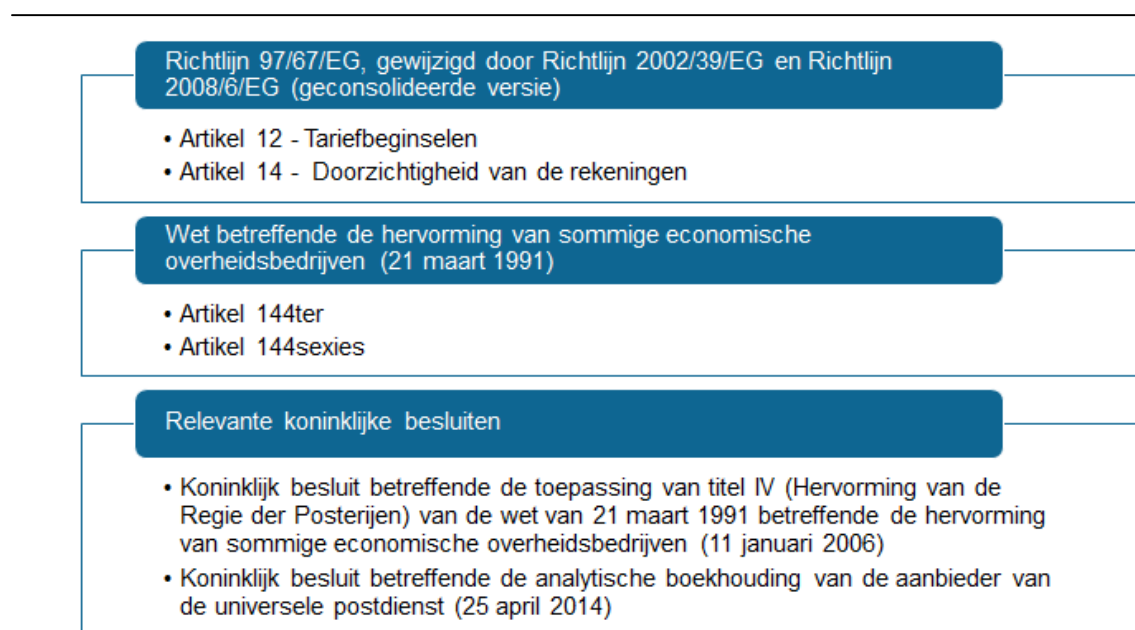 Richtlijn 97/67/EG, gewijzigd door Richtlijn 2002/39/EG en Richtlijn
2008/6/EG (geconsolideerde versie)
• Artikel 12 - Tariefbeginselen
• Artikel 14 - Doorzichtigheid van de rekeningen
Wet betreffende de hervorming van sommige economische
overheidsbedrijven (21 maart 1991)
• Artikel 144ter
• Artikel 144sexies
Relevante koninklijke besluiten
• Koninklijk besluit betreffende de toepassing van titel IV (Hervorming van de
Regie der Posterijen) van de wet van 21 maart 1991 betreffende de hervorming
van sommige economische overheidsbedrijven (11 januari 2006)
• Koninklijk besluit betreffende de analytische boekhouding van de aanbieder van
de universele postdienst (25 april 2014)